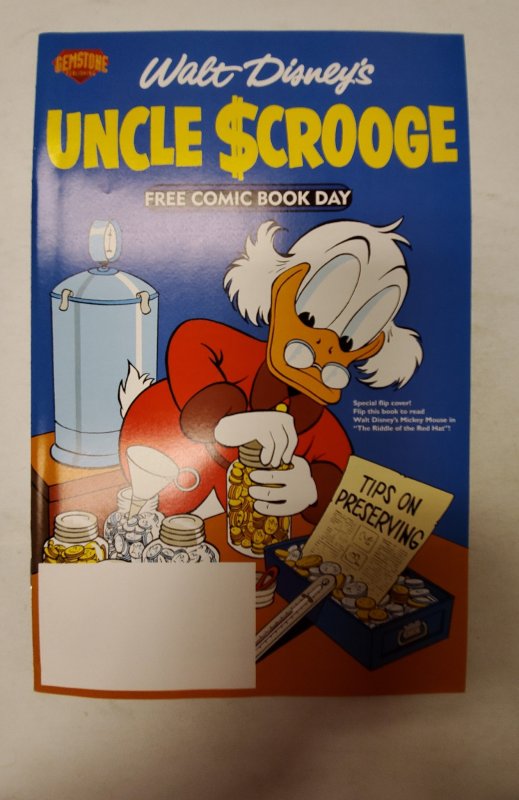 GEMSTONE
PUBLISHING
Walt Disney's
UNCLE $CROOGE
FREE COMIC BOOK DAY
Special flip cover!
Flip this book to read
Walt Disney's Mickey Mouse in
"The Riddle of the Red Hat"!
TIPS ON
PRESERVING